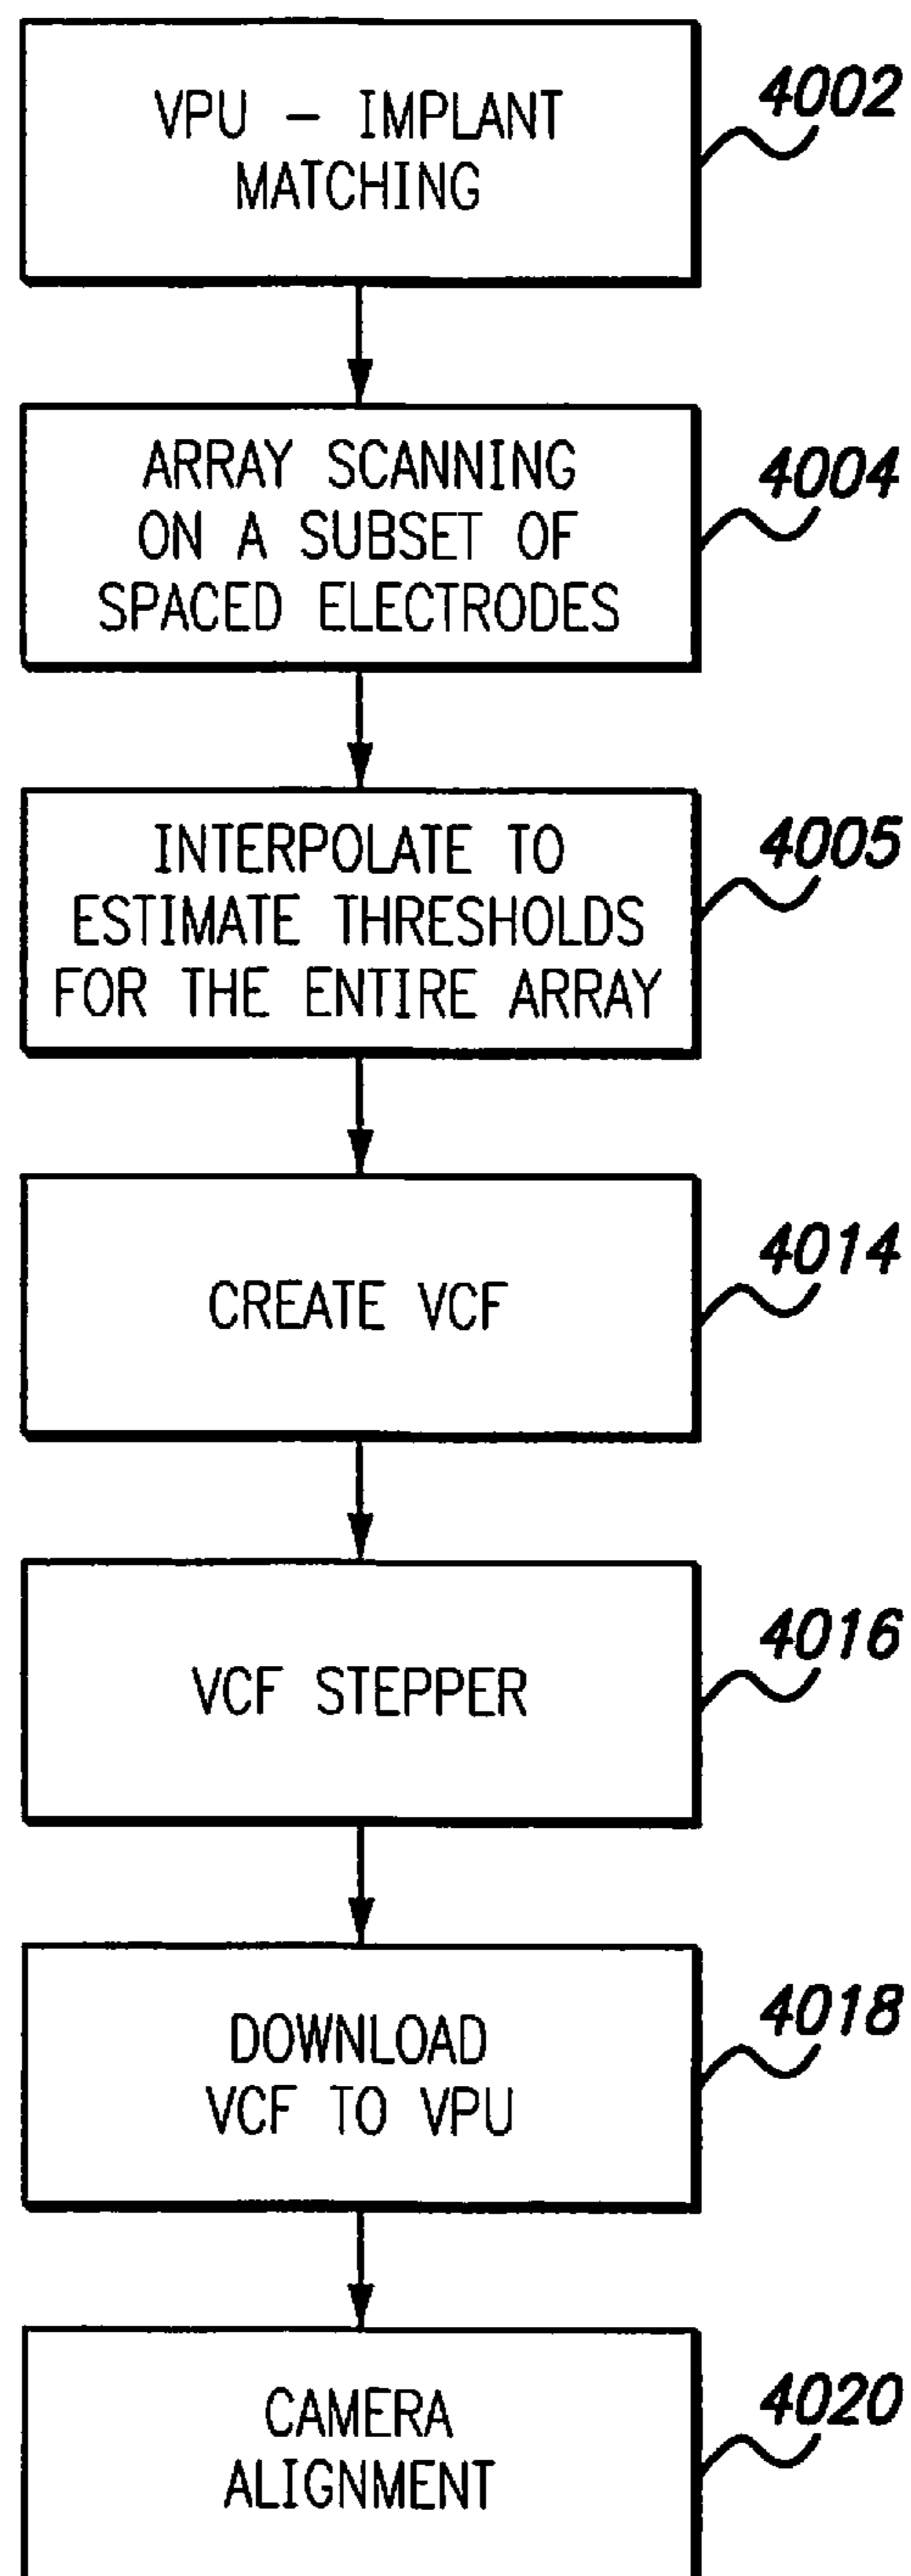 VPU – IMPLANT
MATCHING
4002
ARRAY SCANNING
ON A SUBSET OF
SPACED ELECTRODES
4004
INTERPOLATE TO
ESTIMATE THRESHOLDS
FOR THE ENTIRE ARRAY
4005
CREATE VCF
4014
VCF STEPPER
4016
DOWNLOAD
VCF TO VPU
4018
CAMERA
ALIGNMENT
4020